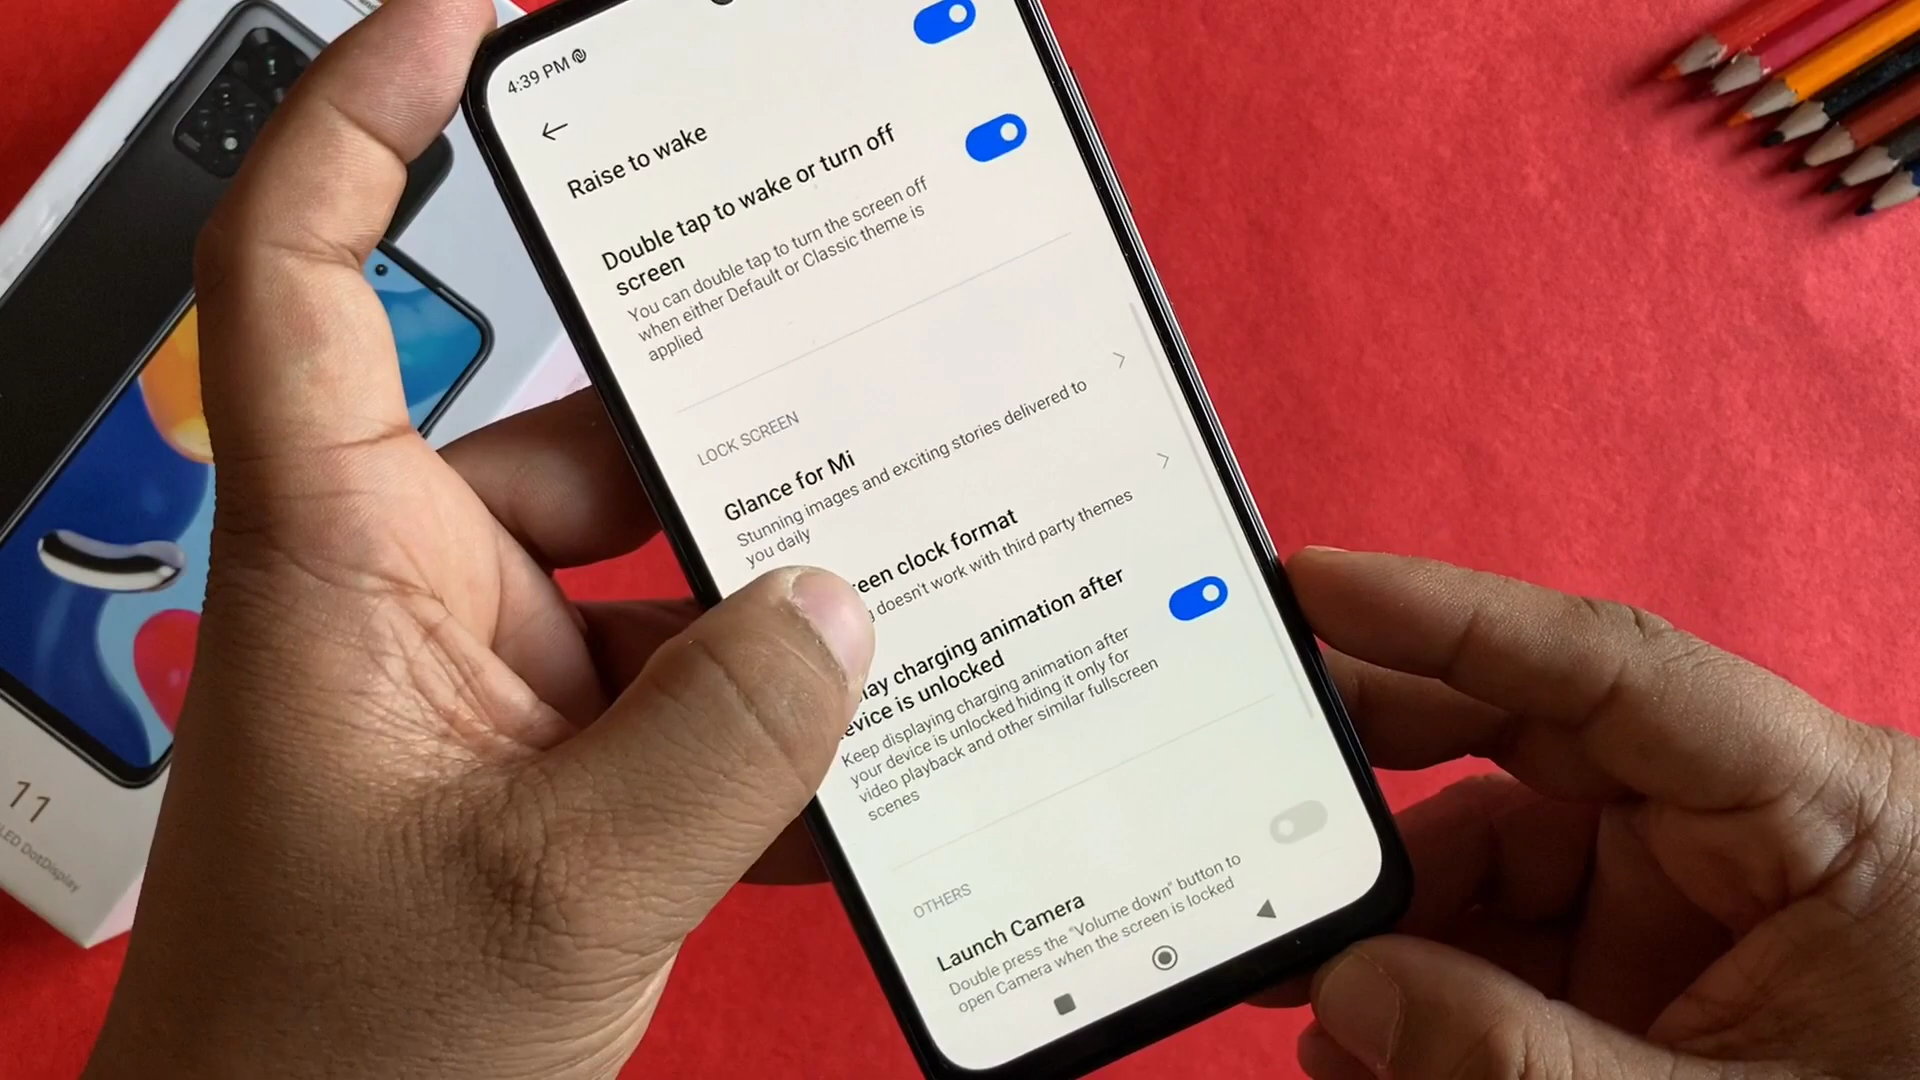 4:39 PM
Raise to wake
Double tap to wake or turn off
screen
You can double tap to turn the screen off
when either Default or Classic theme is
applied
LOCK SCREEN
Glance for Mi
Stunning images and exciting stories delivered to
you daily
reen clock format
g doesn't work with third party themes
lay charging animation after
evice is unlocked
Keep displaying charging animation after
your device is unlocked hiding it only for
video playback and other similar fullscreen
scenes
OTHERS
Launch Camera
Double press the "Volume down" button to
open Camera when the screen is locked
11
LED DotDisplay